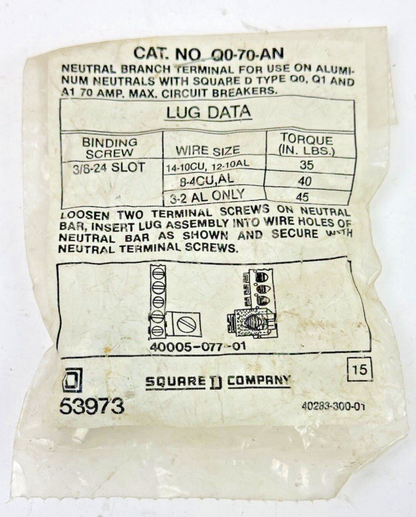 CAT. NO. Q0-70-AN
NEUTRAL BRANCH TERMINAL FOR USE ON ALUMI-
NUM NEUTRALS WITH SQUARE D TYPE Q0, Q1 AND
A1 70 AMP. MAX. CIRCUIT BREAKERS.
LUG DATA
BINDING SCREW WIRE SIZE TORQUE (IN. LBS.)
3/8-24 SLOT 14-10CU, 12-10AL 35
8-4CU,AL 40
3-2 AL ONLY 45
LOOSEN TWO TERMINAL SCREWS ON NEUTRAL
BAR, INSERT LUG ASSEMBLY INTO WIRE HOLES OF
NEUTRAL BAR AS SHOWN AND SECURE WITH
NEUTRAL TERMINAL SCREWS.
40005-077-01
D SQUARE D COMPANY 15
53973 40283-300-01